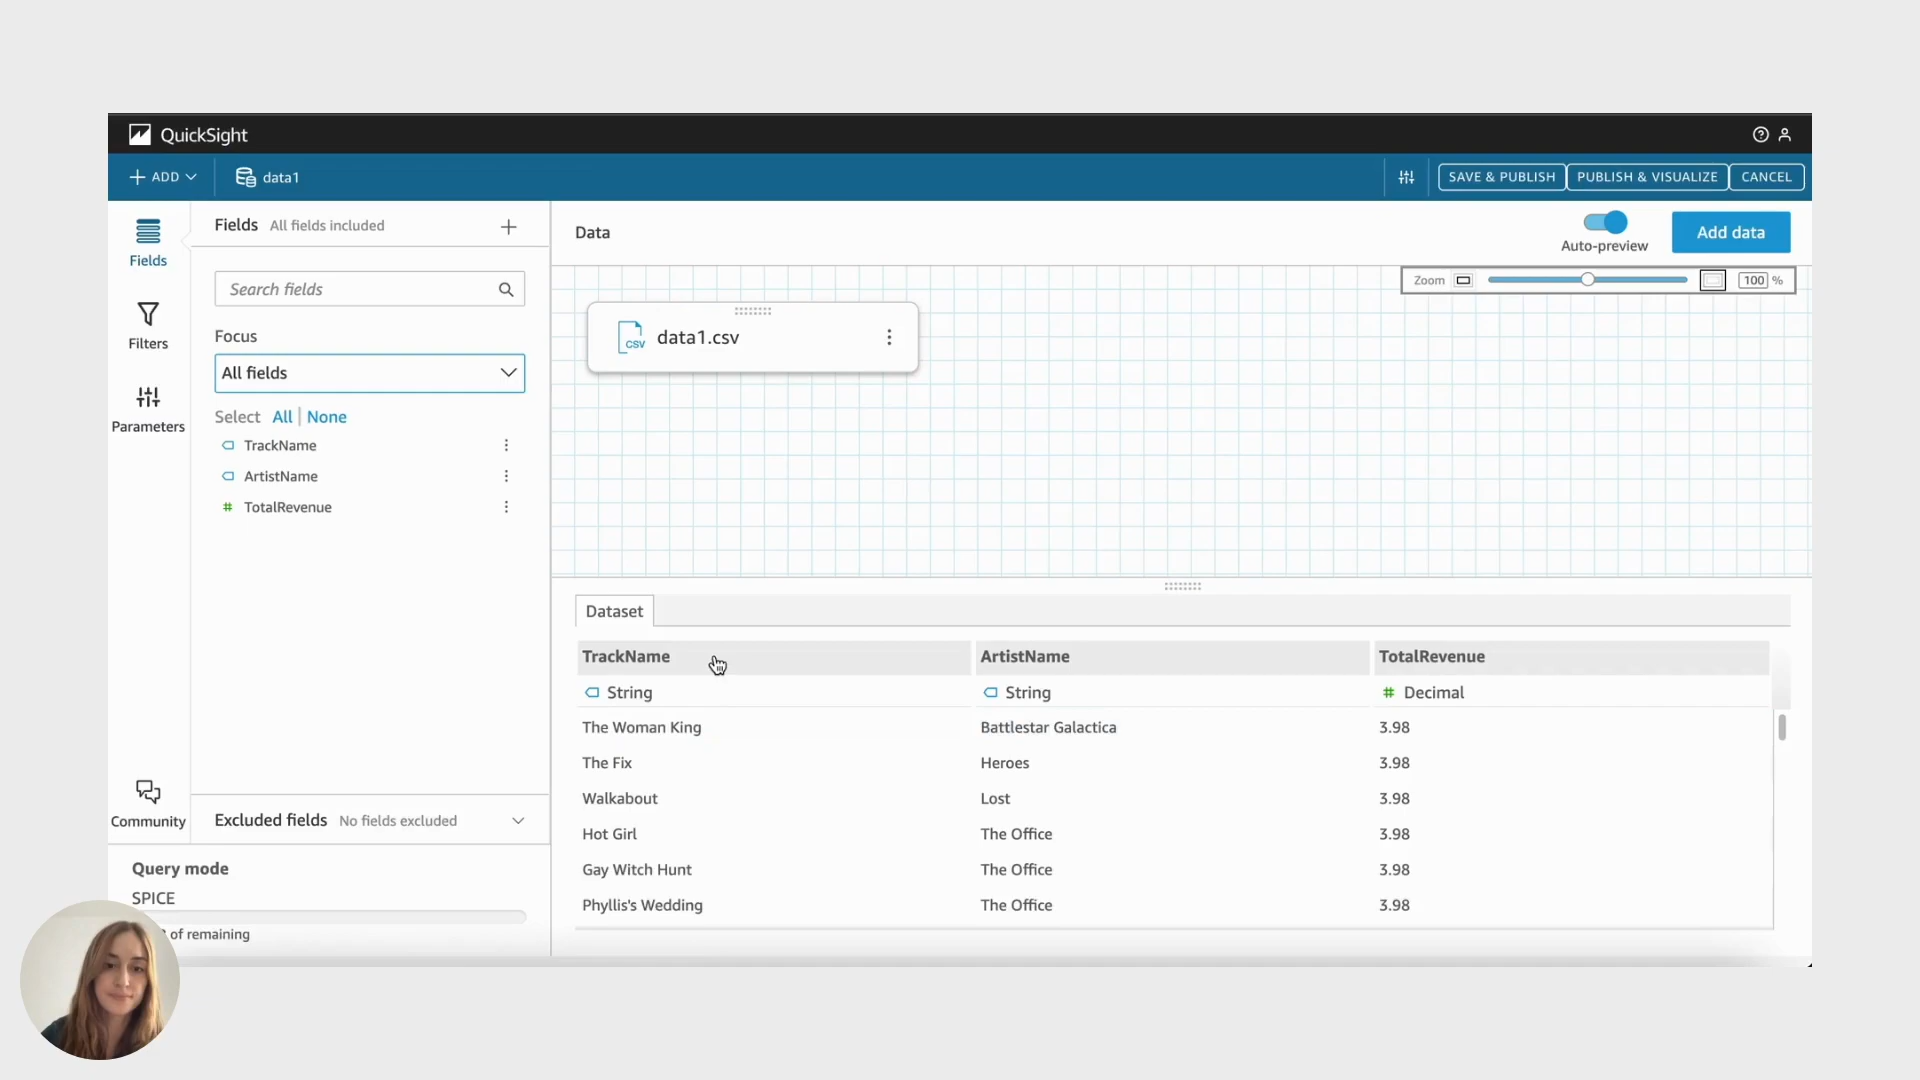 QuickSight
ADD
data1
SAVE & PUBLISH
PUBLISH & VISUALIZE
CANCEL
Fields
Filters
Parameters
Community
Fields All fields included
Search fields
Focus
All fields
Select All | None
TrackName
ArtistName
# TotalRevenue
Excluded fields No fields excluded
Query mode
SPICE
of remaining
Data
Auto-preview
Add data
Zoom 100 %
CSV data1.csv
Dataset
TrackName ArtistName TotalRevenue
String String # Decimal
The Woman King Battlestar Galactica 3.98
The Fix Heroes 3.98
Walkabout Lost 3.98
Hot Girl The Office 3.98
Gay Witch Hunt The Office 3.98
Phyllis's Wedding The Office 3.98